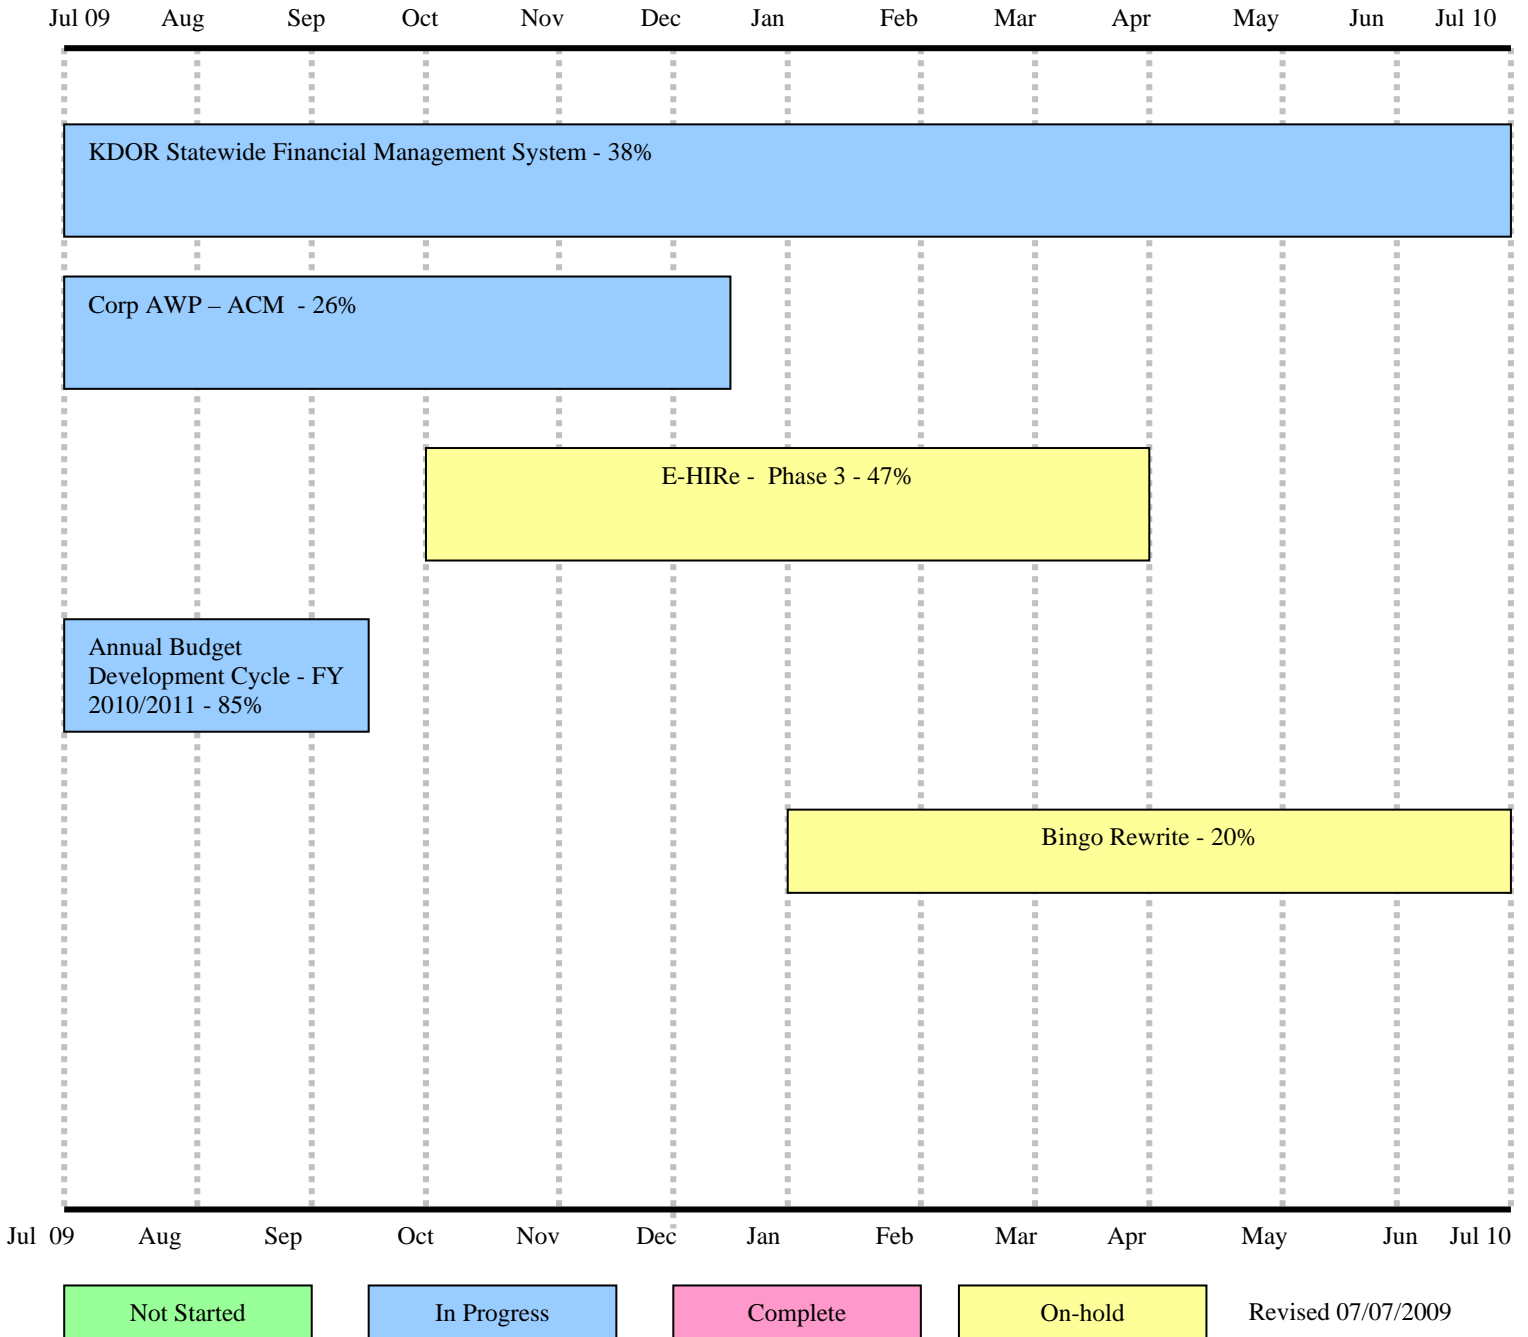 Jul 09 Aug Sep Oct Nov Dec Jan Feb Mar Apr May Jun Jul 10
KDOR Statewide Financial Management System - 38%
Corp AWP – ACM - 26%
E-HIRe - Phase 3 - 47%
Annual Budget
Development Cycle - FY
2010/2011 - 85%
Bingo Rewrite - 20%
Jul 09 Aug Sep Oct Nov Dec Jan Feb Mar Apr May Jun Jul 10
Not Started In Progress Complete On-hold Revised 07/07/2009